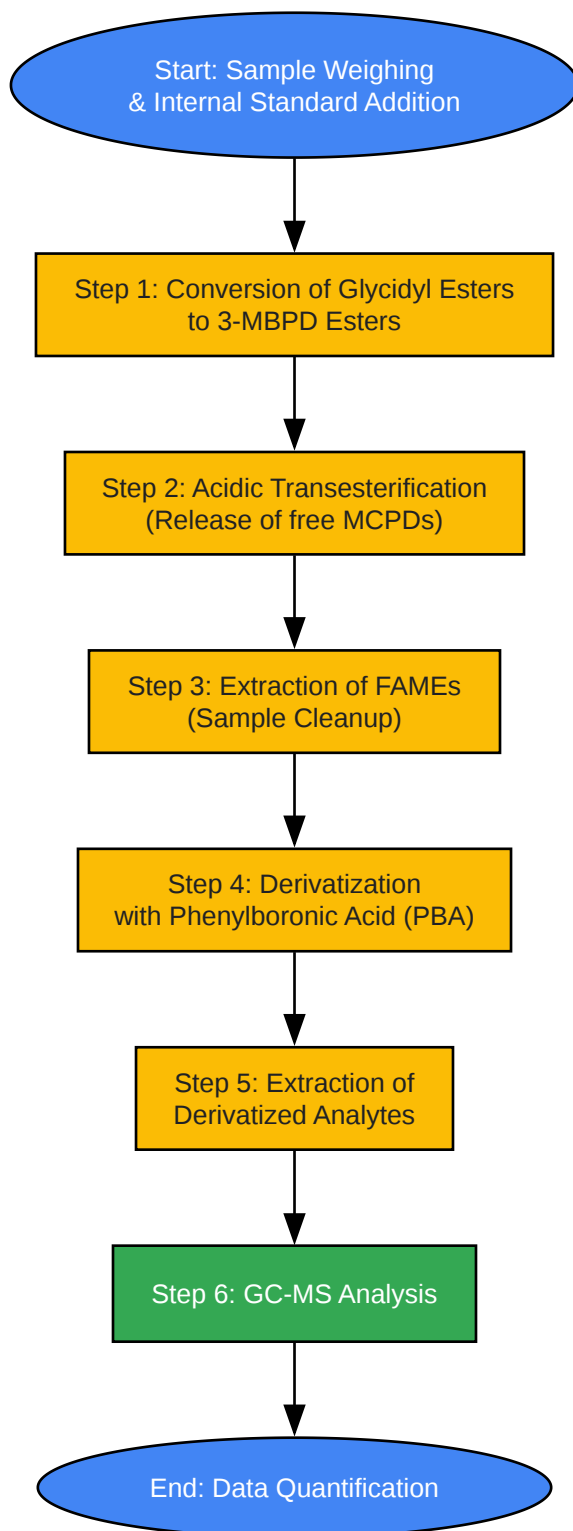 Start: Sample Weighing
& Internal Standard Addition
Step 1: Conversion of Glycidyl Esters
to 3-MBPD Esters
Step 2: Acidic Transesterification
(Release of free MCPDs)
Step 3: Extraction of FAMEs
(Sample Cleanup)
Step 4: Derivatization
with Phenylboronic Acid (PBA)
Step 5: Extraction of
Derivatized Analytes
Step 6: GC-MS Analysis
End: Data Quantification